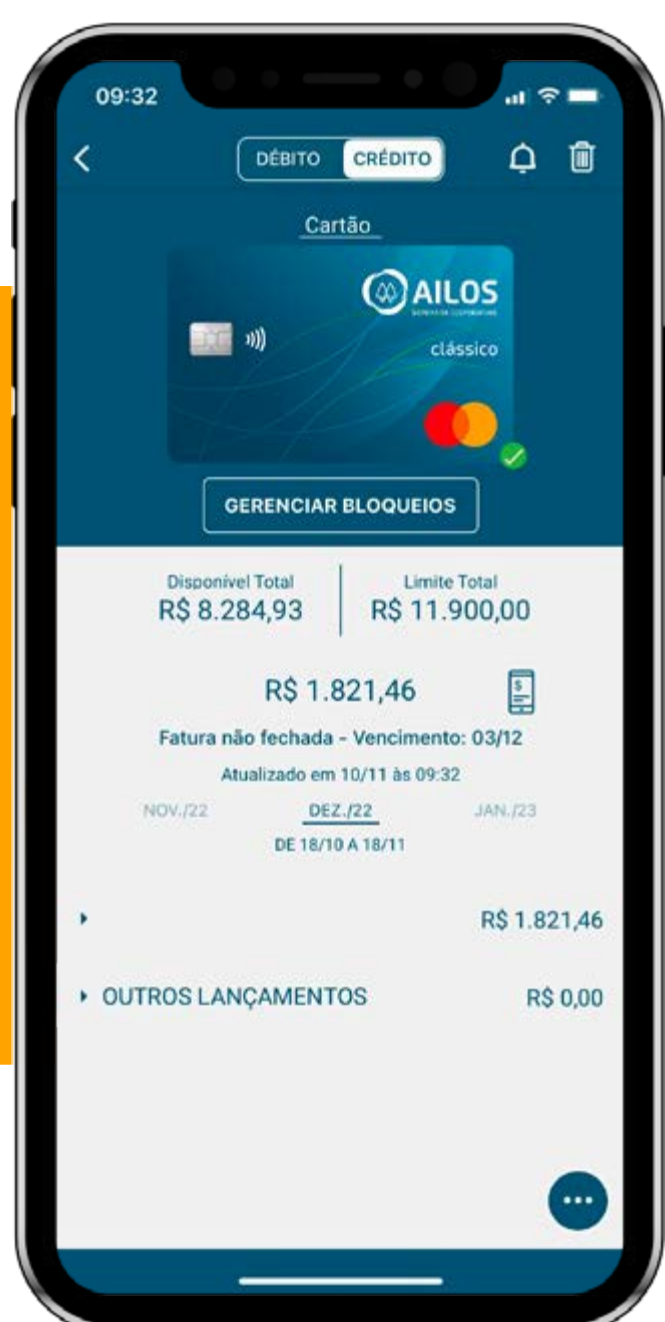 09:32
DÉBITO CRÉDITO
Cartão
AILOS
clássico
GERENCIAR BLOQUEIOS
Disponível Total Limite Total
R$ 8.284,93 R$ 11.900,00
R$ 1.821,46
$
Fatura não fechada - Vencimento: 03/12
Atualizado em 10/11 às 09:32
NOV./22 DEZ./22 JAN./23
DE 18/10 A 18/11
R$ 1.821,46
OUTROS LANÇAMENTOS R$ 0,00